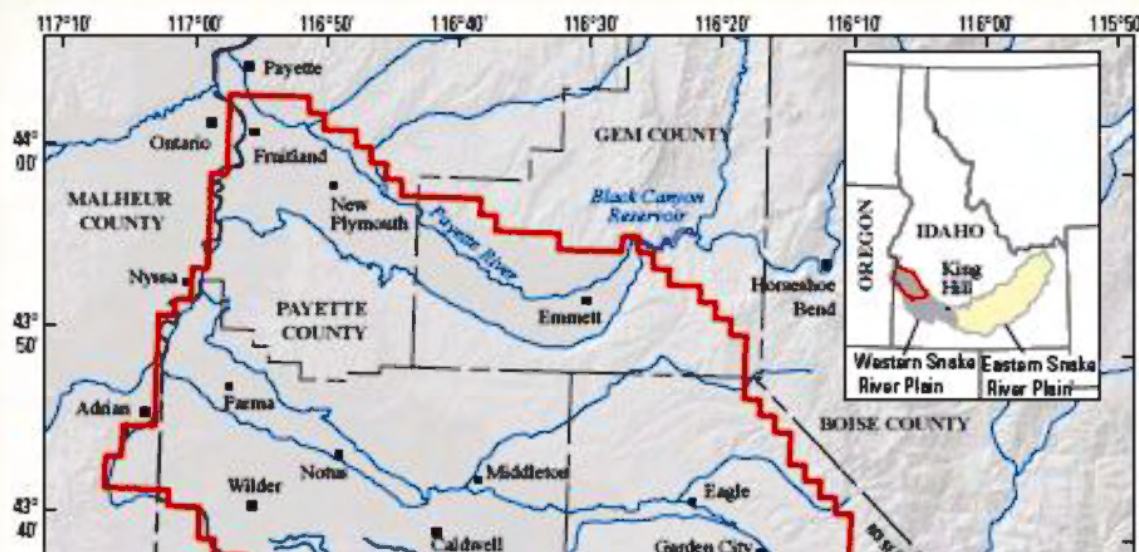 117°10'
117°00'
116°50'
116°40'
116°30'
116°20'
116°10'
116°00'
115°50'
44°
00'
43°
50'
43°
40'
Payette
Ontario
Fruitland
GEM COUNTY
MALHEUR
COUNTY
New
Plymouth
Payette River
Black Canyon
Reservoir
Nyssa
PAYETTE
COUNTY
Emmett
Horseshoe
Bend
Adrian
Parma
BOISE COUNTY
Notus
Middleton
Wilder
Eagle
Caldwell
Garden City
OREGON
IDAHO
King
Hill
Western Snake
River Plain
Eastern Snake
River Plain